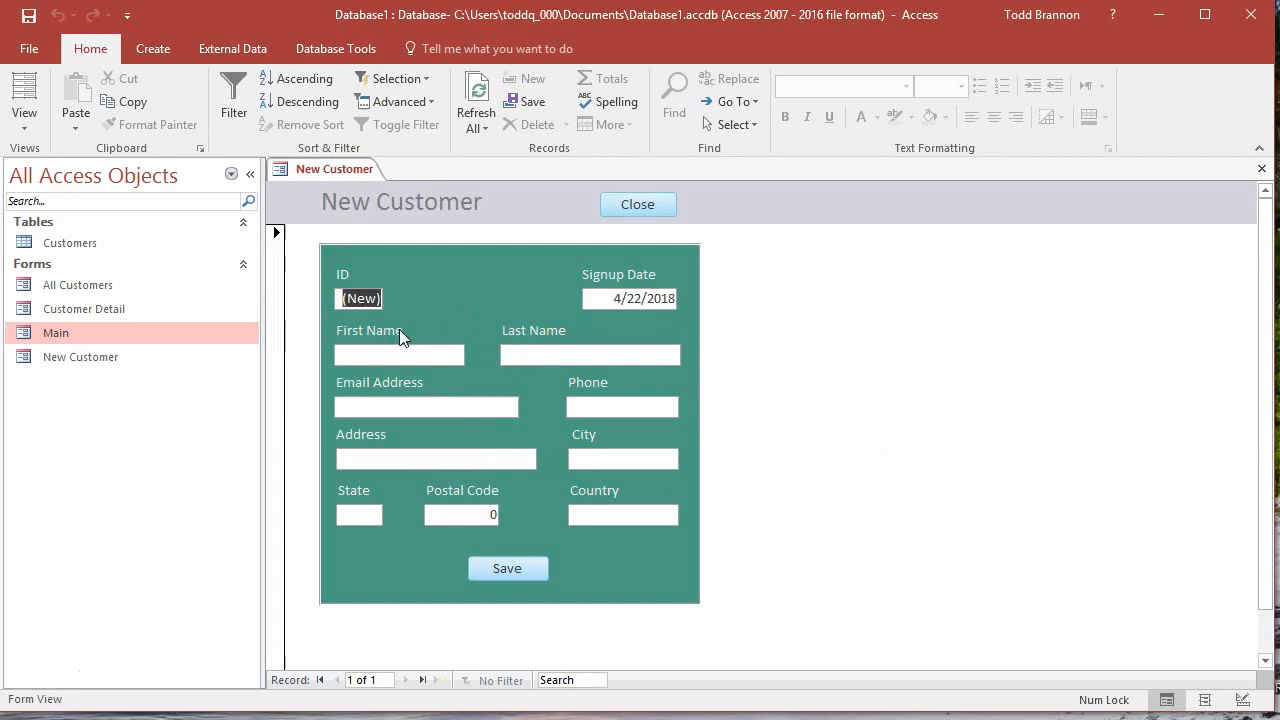 Database1 : Database- C:\Users\toddq_000\Documents\Database1.accdb (Access 2007 - 2016 file format) - Access
Todd Brannon
?
File Home Create External Data Database Tools Tell me what you want to do
View
Views
Paste
Cut
Copy
Format Painter
Clipboard
Filter
Ascending
Descending
Remove Sort
Selection
Advanced
Toggle Filter
Sort & Filter
Refresh
All
New
Save
Delete
Totals
Spelling
More
Records
Find
Replace
Go To
Select
Find
B I U A
Text Formatting
All Access Objects
Search...
Tables
Customers
Forms
All Customers
Customer Detail
Main
New Customer
New Customer
New Customer
Close
ID Signup Date
(New) 4/22/2018
First Name Last Name
Email Address Phone
Address City
State Postal Code Country
0
Save
Record: 1 of 1 No Filter Search
Form View Num Lock